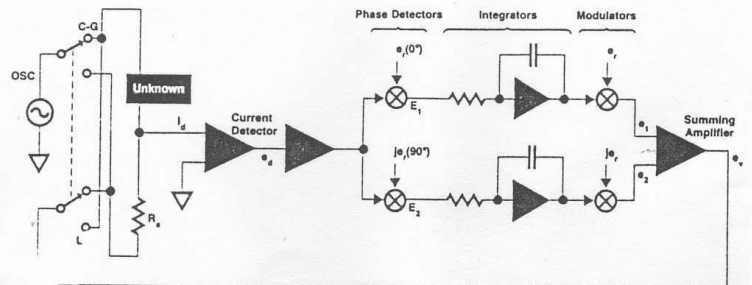 Phase Detectors
Integrators
Modulators
C-G
OSC
Unknown
Current
Detector
I_d
e_d
e_r(0°)
E_1
e_r
e_1
Summing
Amplifier
e_v
je_r(90°)
E_2
je_r
e_2
R_s
L